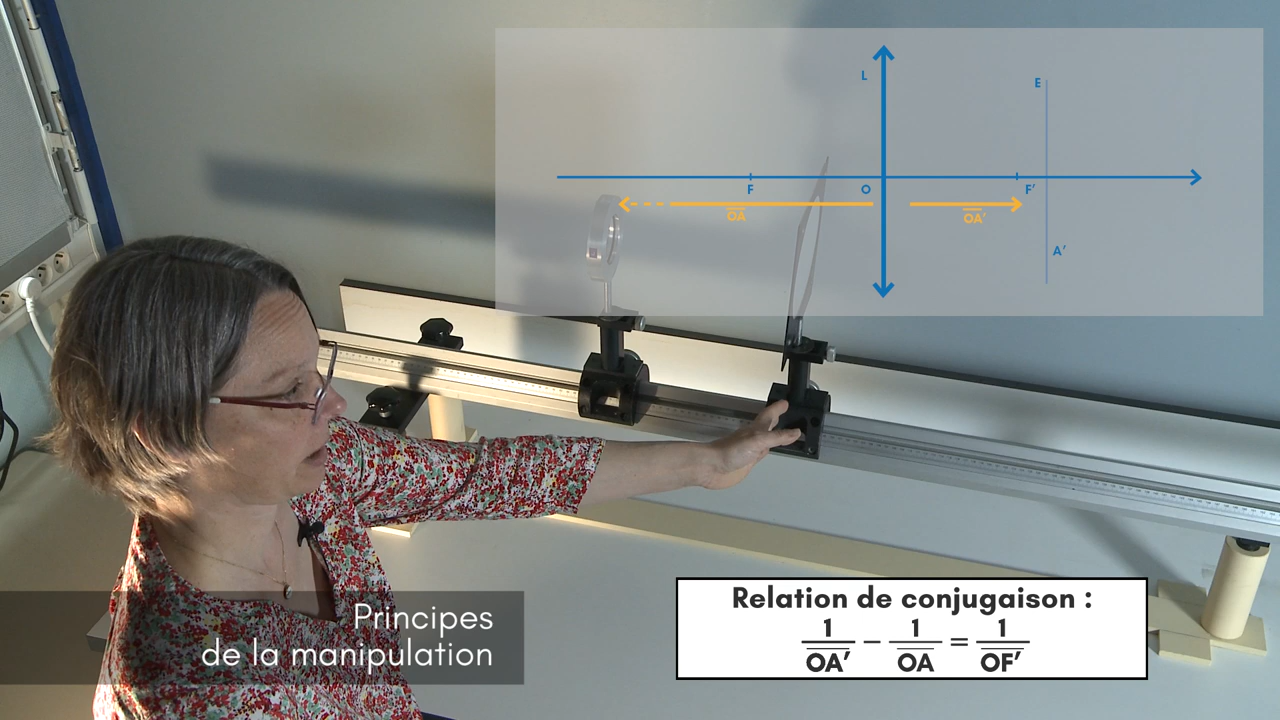 L
E
F
O
F'
OA
OA'
A'
Principes
de la manipulation
Relation de conjugaison :
1/OA' − 1/OA = 1/OF'